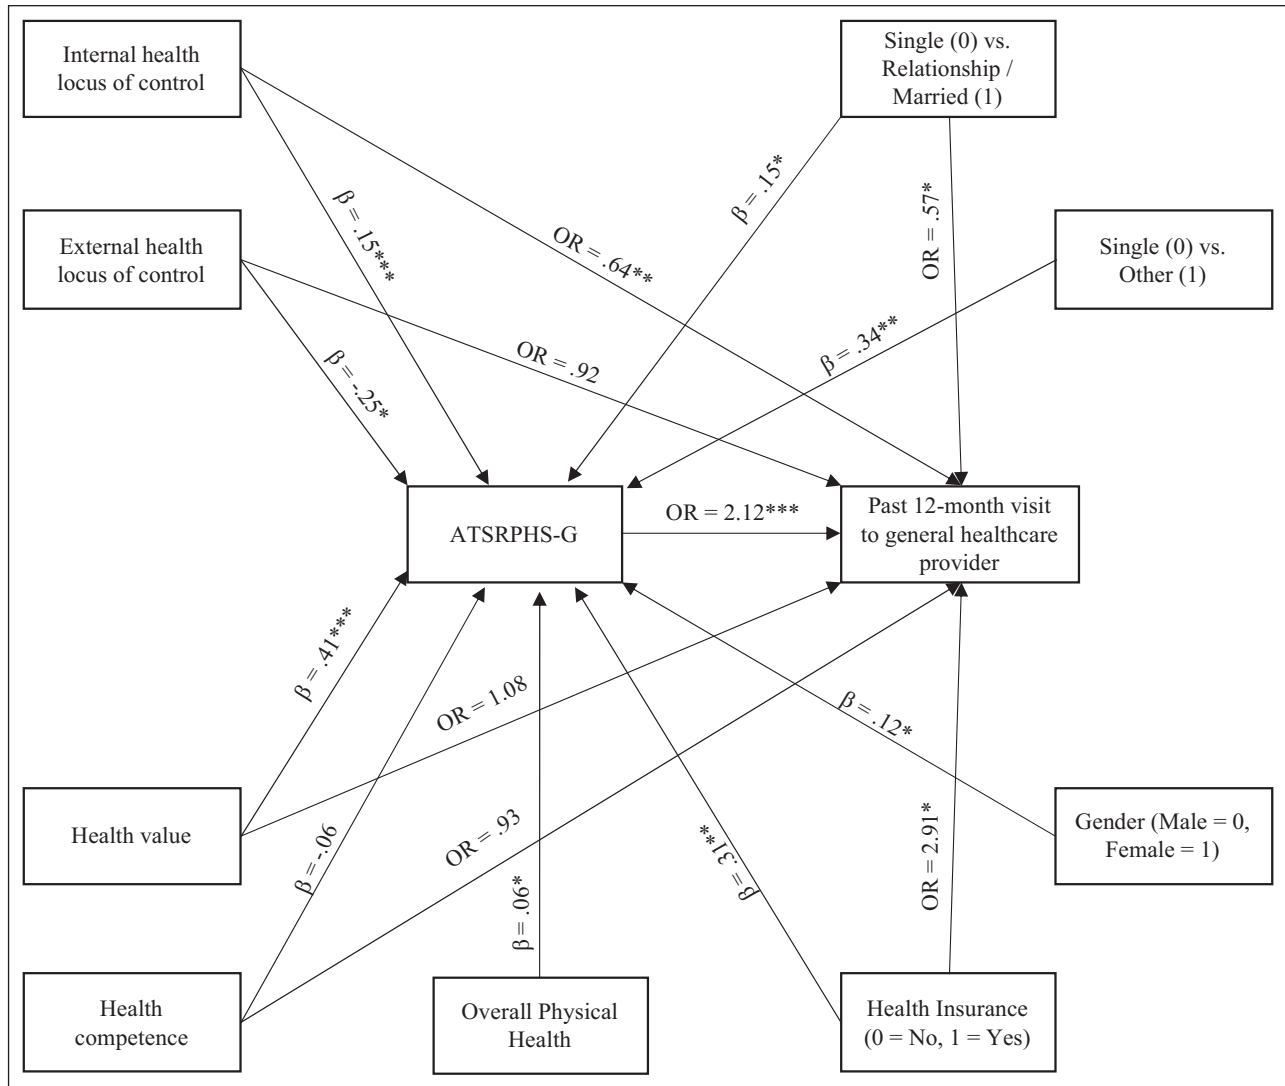 Internal health
locus of control
Single (0) vs.
Relationship /
Married (1)
β = .15***
OR = .64**
β = .15*
OR = .57*
External health
locus of control
Single (0) vs.
Other (1)
β = -.25*
OR = .92
β = .34**
ATSRPHS-G
OR = 2.12***
Past 12-month visit
to general healthcare
provider
β = .41***
OR = 1.08
β = .12*
Health value
β = -.06
OR = .93
β = .06*
β = .31**
OR = 2.91*
Gender (Male = 0,
Female = 1)
Health
competence
Overall Physical
Health
Health Insurance
(0 = No, 1 = Yes)